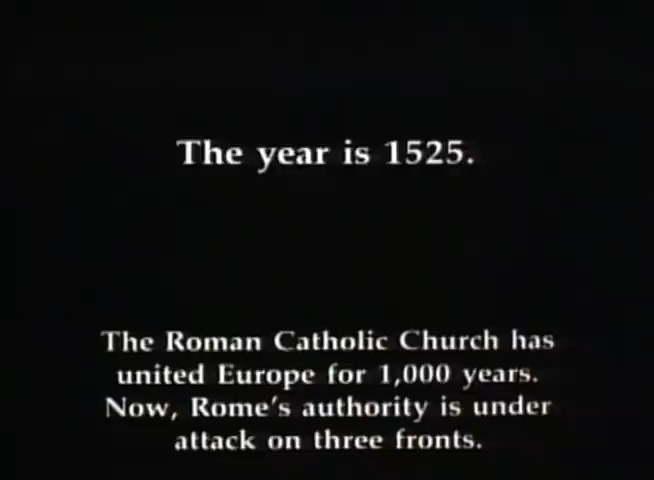 The year is 1525.
The Roman Catholic Church has
united Europe for 1,000 years.
Now, Rome's authority is under
attack on three fronts.